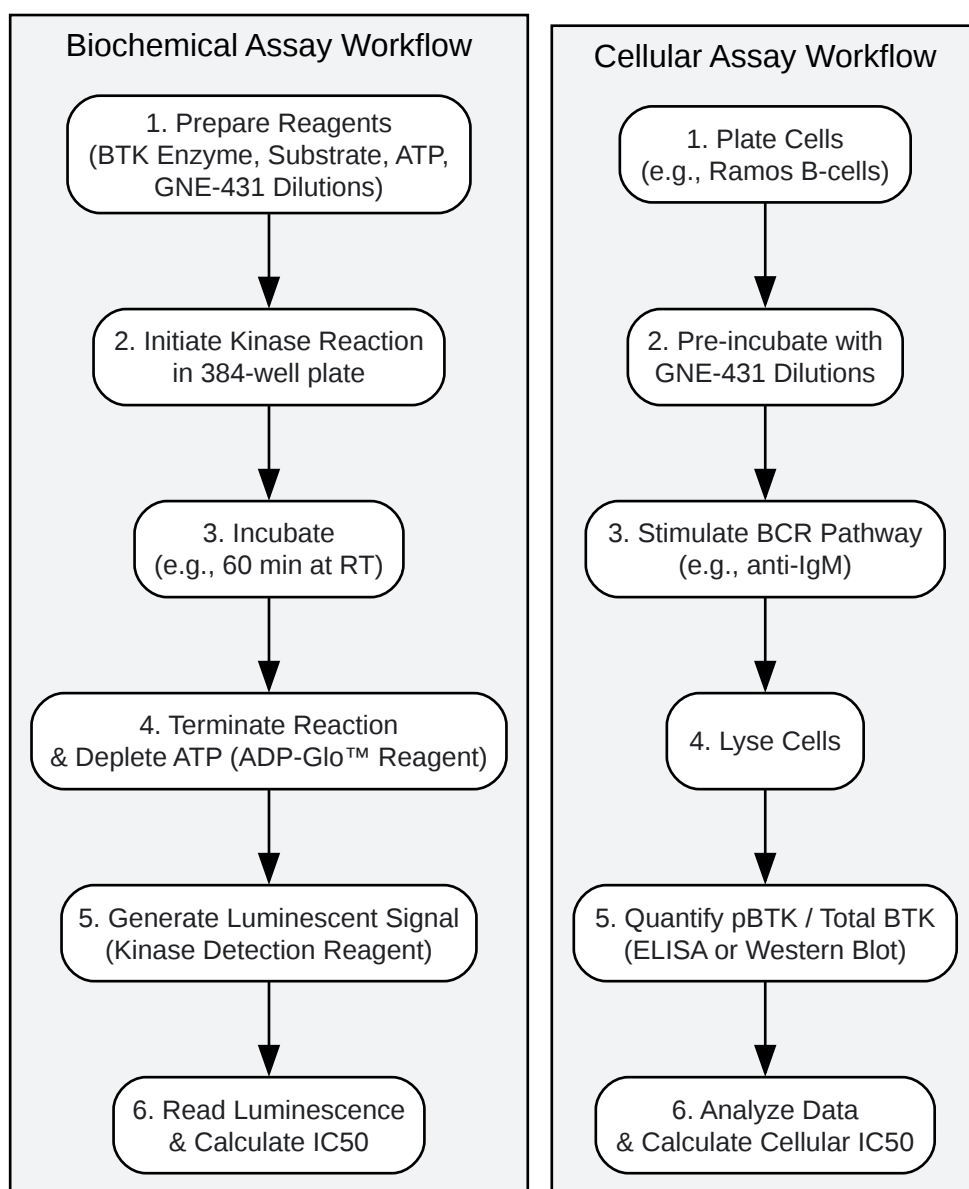 Biochemical Assay Workflow
1. Prepare Reagents
(BTK Enzyme, Substrate, ATP,
GNE-431 Dilutions)
2. Initiate Kinase Reaction
in 384-well plate
3. Incubate
(e.g., 60 min at RT)
4. Terminate Reaction
& Deplete ATP (ADP-Glo™ Reagent)
5. Generate Luminescent Signal
(Kinase Detection Reagent)
6. Read Luminescence
& Calculate IC50
Cellular Assay Workflow
1. Plate Cells
(e.g., Ramos B-cells)
2. Pre-incubate with
GNE-431 Dilutions
3. Stimulate BCR Pathway
(e.g., anti-IgM)
4. Lyse Cells
5. Quantify pBTK / Total BTK
(ELISA or Western Blot)
6. Analyze Data
& Calculate Cellular IC50